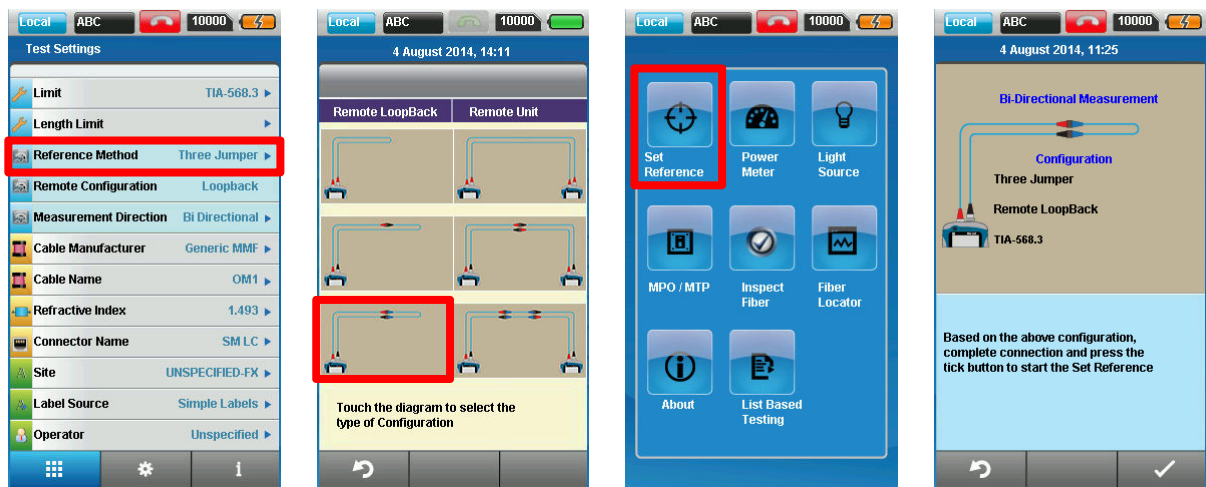 Local ABC 10000
Test Settings
Limit TIA-568.3
Length Limit
Reference Method Three Jumper
Remote Configuration Loopback
Measurement Direction Bi Directional
Cable Manufacturer Generic MMF
Cable Name OM1
Refractive Index 1.493
Connector Name SM LC
Site UNSPECIFIED-FX
Label Source Simple Labels
Operator Unspecified
i
Local ABC 10000
4 August 2014, 14:11
Remote LoopBack Remote Unit
Touch the diagram to select the
type of Configuration
Local ABC 10000
Set
Reference
Power
Meter
Light
Source
MPO / MTP
Inspect
Fiber
Fiber
Locator
About
List Based
Testing
Local ABC 10000
4 August 2014, 11:25
Bi-Directional Measurement
Configuration
Three Jumper
Remote LoopBack
TIA-568.3
Based on the above configuration,
complete connection and press the
tick button to start the Set Reference